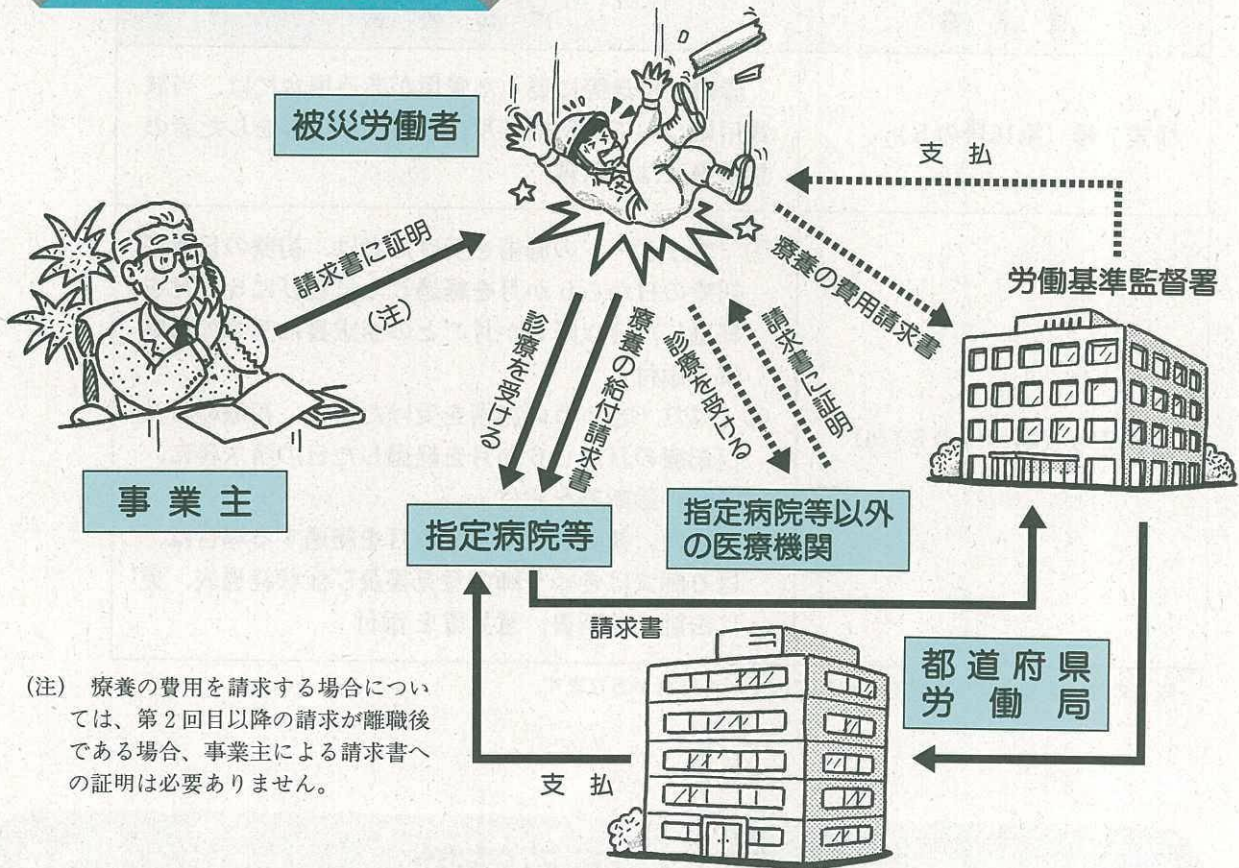 被災労働者
支払
請求書に証明
(注)
療養の費用請求書
労働基準監督署
診療を受ける
療養の給付請求書
診療を受ける
請求書に証明
事業主
指定病院等
指定病院等以外
の医療機関
請求書
都道府県
労働局
(注) 療養の費用を請求する場合につい
ては、第2回目以降の請求が離職後
である場合、事業主による請求書へ
の証明は必要ありません。
支払